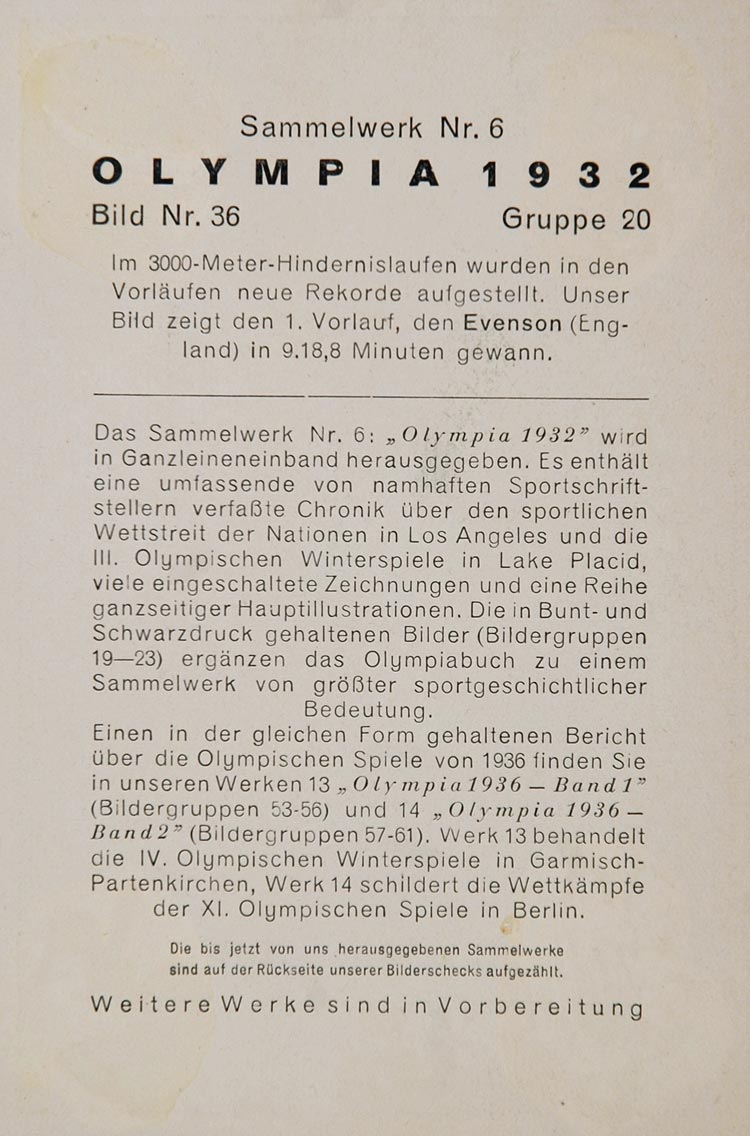 Sammelwerk Nr. 6
OLYMPIA 1932
Bild Nr. 36 Gruppe 20
Im 3000-Meter-Hindernislaufen wurden in den
Vorläufen neue Rekorde aufgestellt. Unser
Bild zeigt den 1. Vorlauf, den Evenson (Eng-
land) in 9.18,8 Minuten gewann.
Das Sammelwerk Nr. 6: „Olympia 1932” wird
in Ganzleineneinband herausgegeben. Es enthält
eine umfassende von namhaften Sportschrift-
stellern verfaßte Chronik über den sportlichen
Wettstreit der Nationen in Los Angeles und die
III. Olympischen Winterspiele in Lake Placid,
viele eingeschaltete Zeichnungen und eine Reihe
ganzseitiger Hauptillustrationen. Die in Bunt- und
Schwarzdruck gehaltenen Bilder (Bildergruppen
19—23) ergänzen das Olympiabuch zu einem
Sammelwerk von größter sportgeschichtlicher
Bedeutung.
Einen in der gleichen Form gehaltenen Bericht
über die Olympischen Spiele von 1936 finden Sie
in unseren Werken 13 „Olympia 1936 — Band 1”
(Bildergruppen 53-56) und 14 „Olympia 1936 —
Band 2” (Bildergruppen 57-61). Werk 13 behandelt
die IV. Olympischen Winterspiele in Garmisch-
Partenkirchen, Werk 14 schildert die Wettkämpfe
der XI. Olympischen Spiele in Berlin.
Die bis jetzt von uns herausgegebenen Sammelwerke
sind auf der Rückseite unserer Bilderschecks aufgezählt.
Weitere Werke sind in Vorbereitung